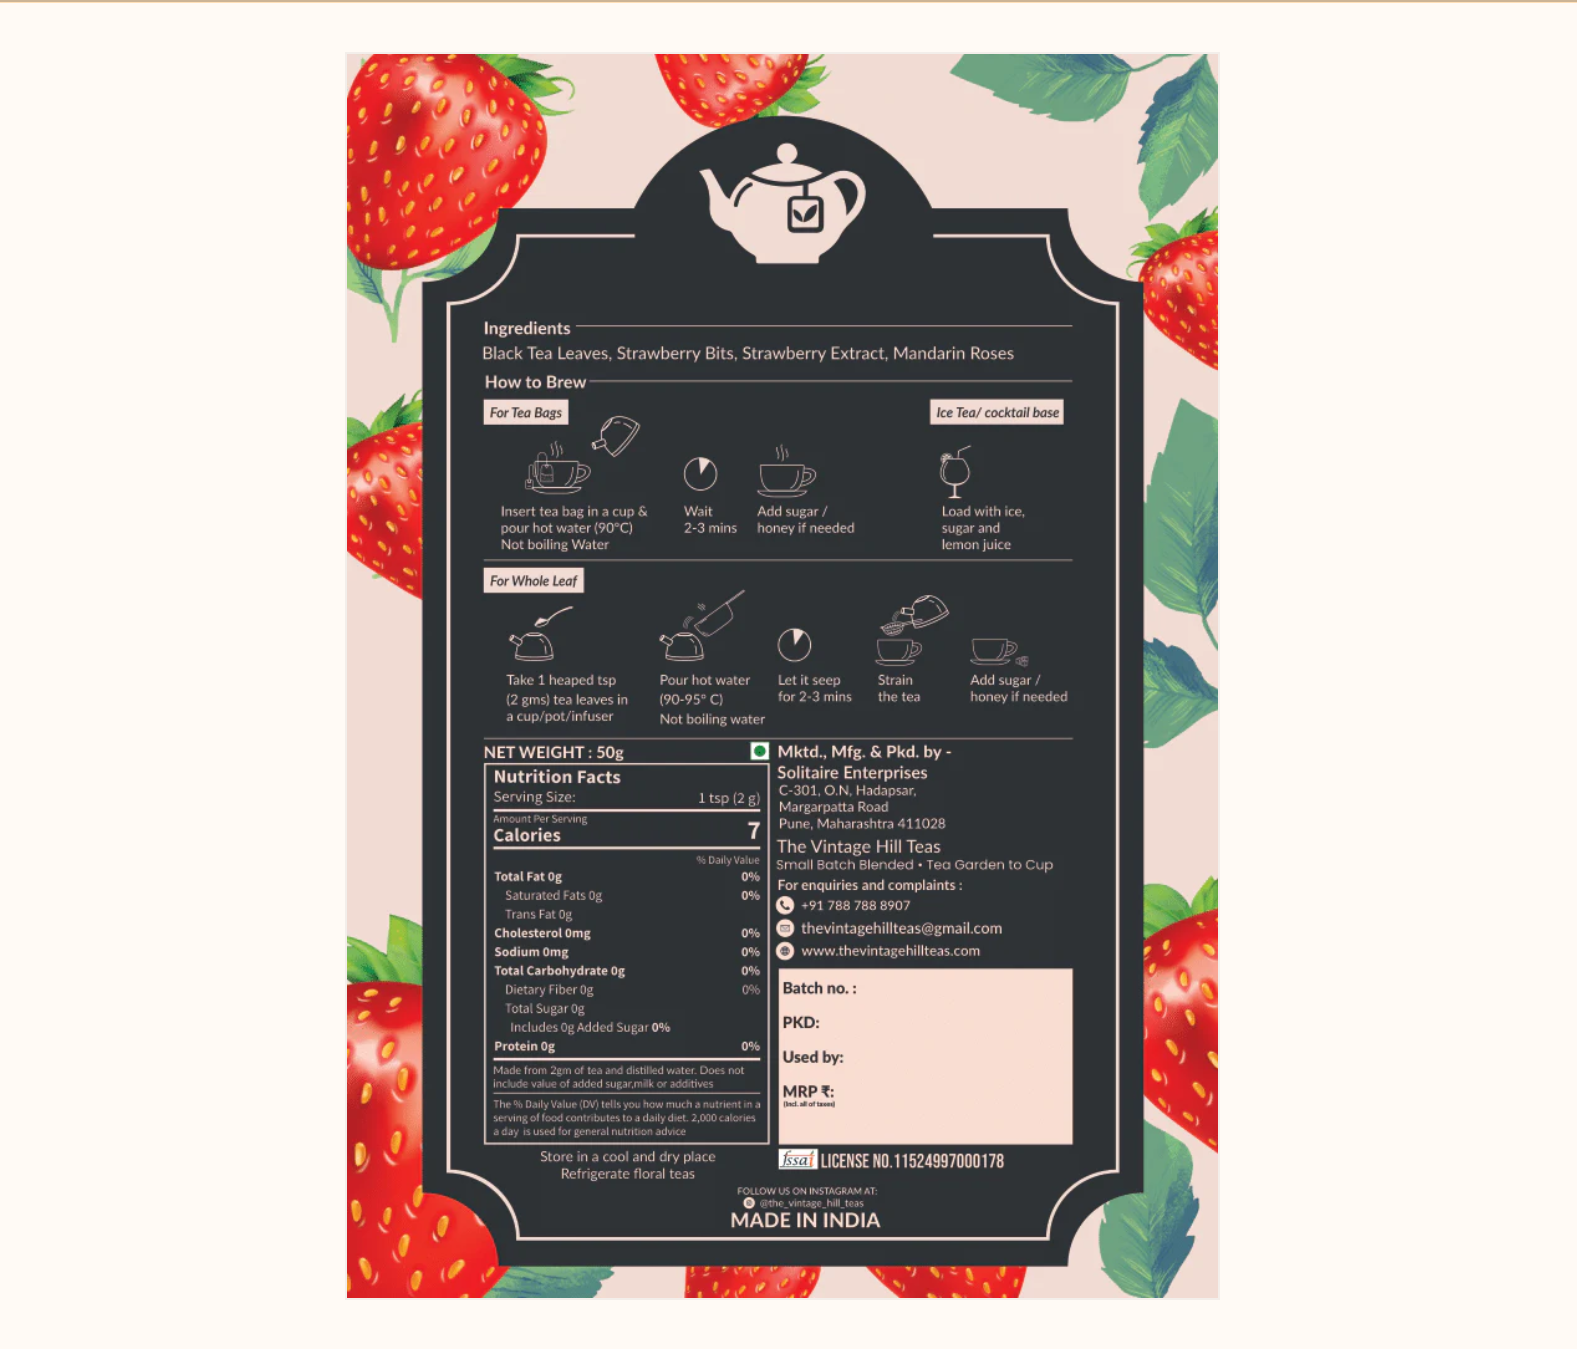 Ingredients
Black Tea Leaves, Strawberry Bits, Strawberry Extract, Mandarin Roses
How to Brew
For Tea Bags
Insert tea bag in a cup &
pour hot water (90°C)
Not boiling Water
Wait
2-3 mins
Add sugar /
honey if needed
Ice Tea/ cocktail base
Load with ice,
sugar and
lemon juice
For Whole Leaf
Take 1 heaped tsp
(2 gms) tea leaves in
a cup/pot/infuser
Pour hot water
(90-95° C)
Not boiling water
Let it seep
for 2-3 mins
Strain
the tea
Add sugar /
honey if needed
NET WEIGHT : 50g
Nutrition Facts
Serving Size: 1 tsp (2 g)
Amount Per Serving
Calories 7
% Daily Value
Total Fat 0g 0%
Saturated Fats 0g 0%
Trans Fat 0g
Cholesterol 0mg 0%
Sodium 0mg 0%
Total Carbohydrate 0g 0%
Dietary Fiber 0g 0%
Total Sugar 0g
Includes 0g Added Sugar 0%
Protein 0g 0%
Made from 2gm of tea and distilled water. Does not
include value of added sugar,milk or additives
The % Daily Value (DV) tells you how much a nutrient in a
serving of food contributes to a daily diet. 2,000 calories
a day is used for general nutrition advice
Store in a cool and dry place
Refrigerate floral teas
Mktd., Mfg. & Pkd. by -
Solitaire Enterprises
C-301, O.N, Hadapsar,
Margarpatta Road
Pune, Maharashtra 411028
The Vintage Hill Teas
Small Batch Blended • Tea Garden to Cup
For enquiries and complaints :
+91 788 788 8907
thevintagehillteas@gmail.com
www.thevintagehillteas.com
Batch no. :
PKD:
Used by:
MRP ₹:
(Incl. all of taxes)
fssai LICENSE NO.11524997000178
FOLLOW US ON INSTAGRAM AT:
@the_vintage_hill_teas
MADE IN INDIA